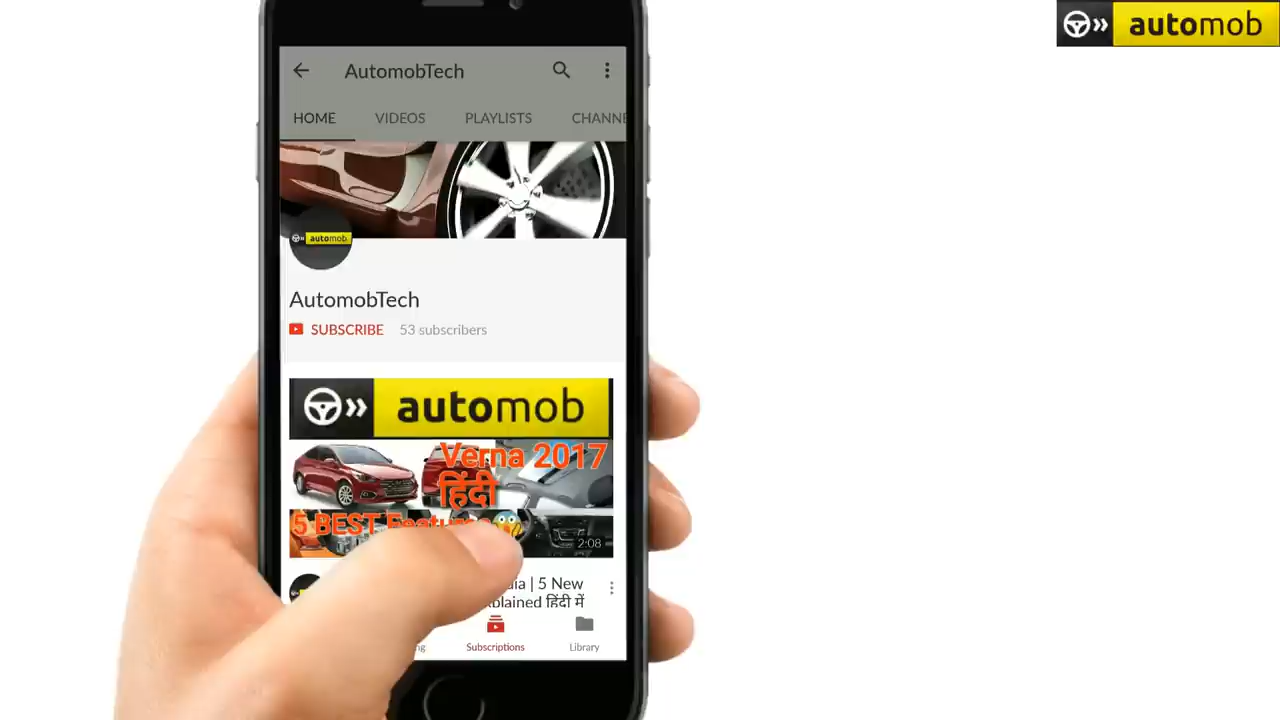 automob
AutomobTech
HOME VIDEOS PLAYLISTS CHANNE
automob
AutomobTech
SUBSCRIBE 53 subscribers
automob
Verna 2017
हिंदी
5 BEST
2:08
| 5 New
हिंदी में
Subscriptions
Library